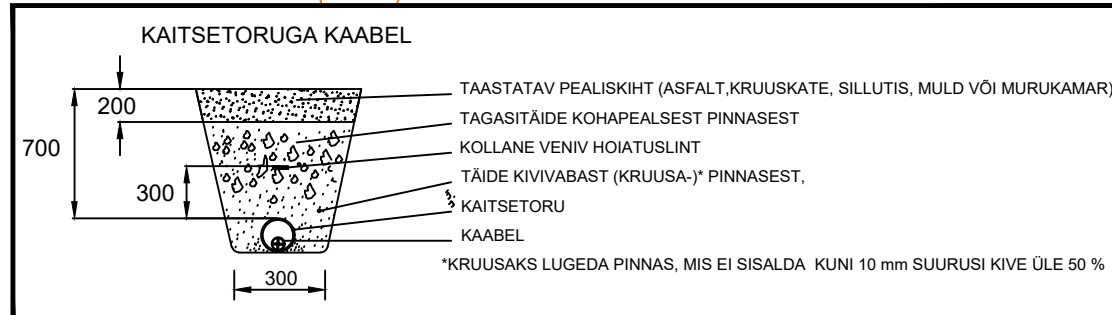 KAITSETORUGA KAABEL
TAASTATAV PEALISKIHT (ASFALT,KRUUSKATE, SILLUTIS, MULD VÕI MURUKAMAR)
200
TAGASITÄIDE KOHAPEALSEST PINNASEST
700
KOLLANE VENIV HOIATUSLINT
TÄIDE KIVIVABAST (KRUUSA-)* PINNASEST,
300
KAITSETORU
KAABEL
*KRUUSAKS LUGEDA PINNAS, MIS EI SISALDA KUNI 10 mm SUURUSI KIVE ÜLE 50 %
300